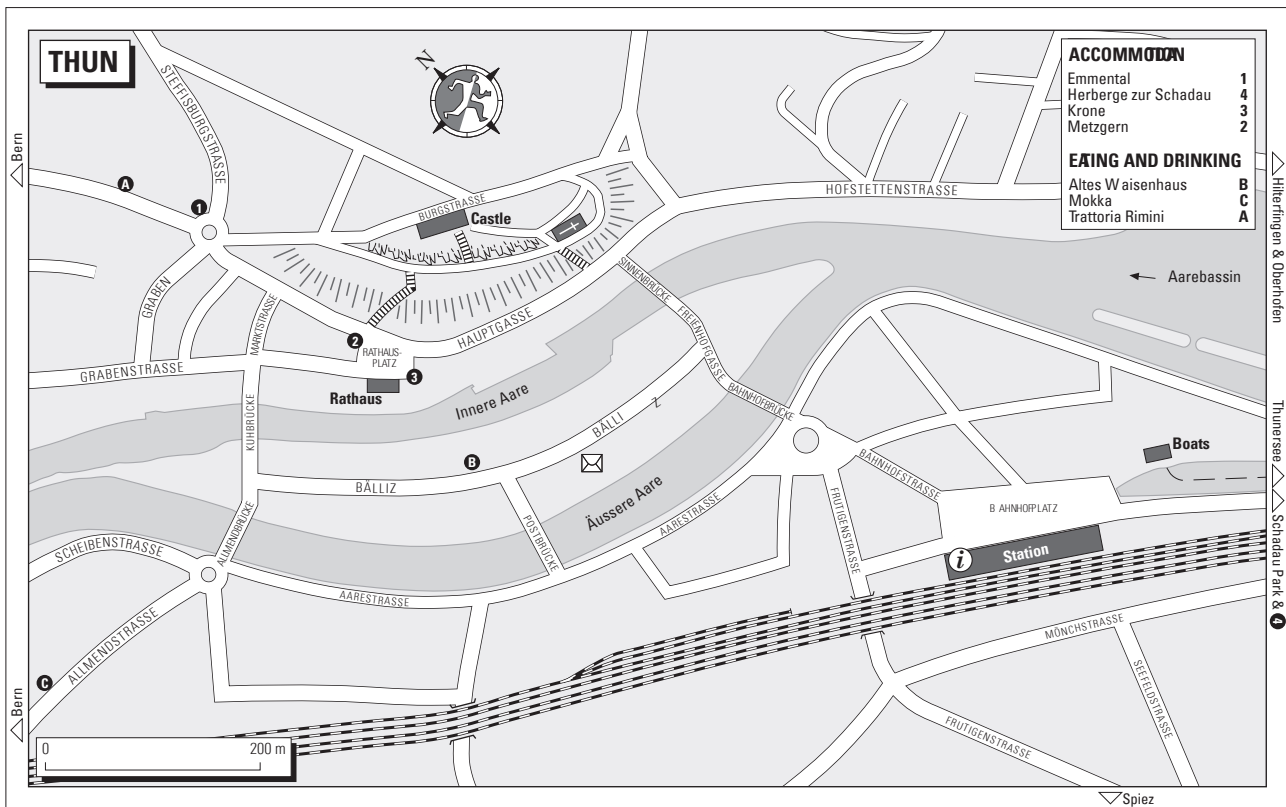 THUN
N
ACCOMMODATION
Emmental 1
Herberge zur Schadau 4
Krone 3
Metzgern 2
EATING AND DRINKING
Altes Waisenhaus B
Mokka C
Trattoria Rimini A
Bern
STEFFISBURGSTRASSE
A
1
BURGSTRASSE
Castle
HOFSTETTENSTRASSE
Hilterfingen & Oberhofen
GRABEN
MARKTSTRASSE
HAUPTGASSE
SINNEBRÜCKE
FREIENHOFGASSE
Aarebassin
2
RATHAUS-
PLATZ
3
GRABENSTRASSE
Rathaus
Innere Aare
KUHBRÜCKE
BAHNHOFBRÜCKE
BÄLLIZ
B
BÄLLIZ
Äussere Aare
BAHNHOFSTRASSE
Boats
Thunersee
ALLMENDBRÜCKE
POSTBRÜCKE
AARESTRASSE
FRUTIGENSTRASSE
BAHNHOFPLATZ
SCHEIBENSTRASSE
AARESTRASSE
i
Station
Schadau Park & 4
ALLMENDSTRASSE
MÖNCHSTRASSE
SEEFELDSTRASSE
C
Bern
FRUTIGENSTRASSE
0 200 m
Spiez